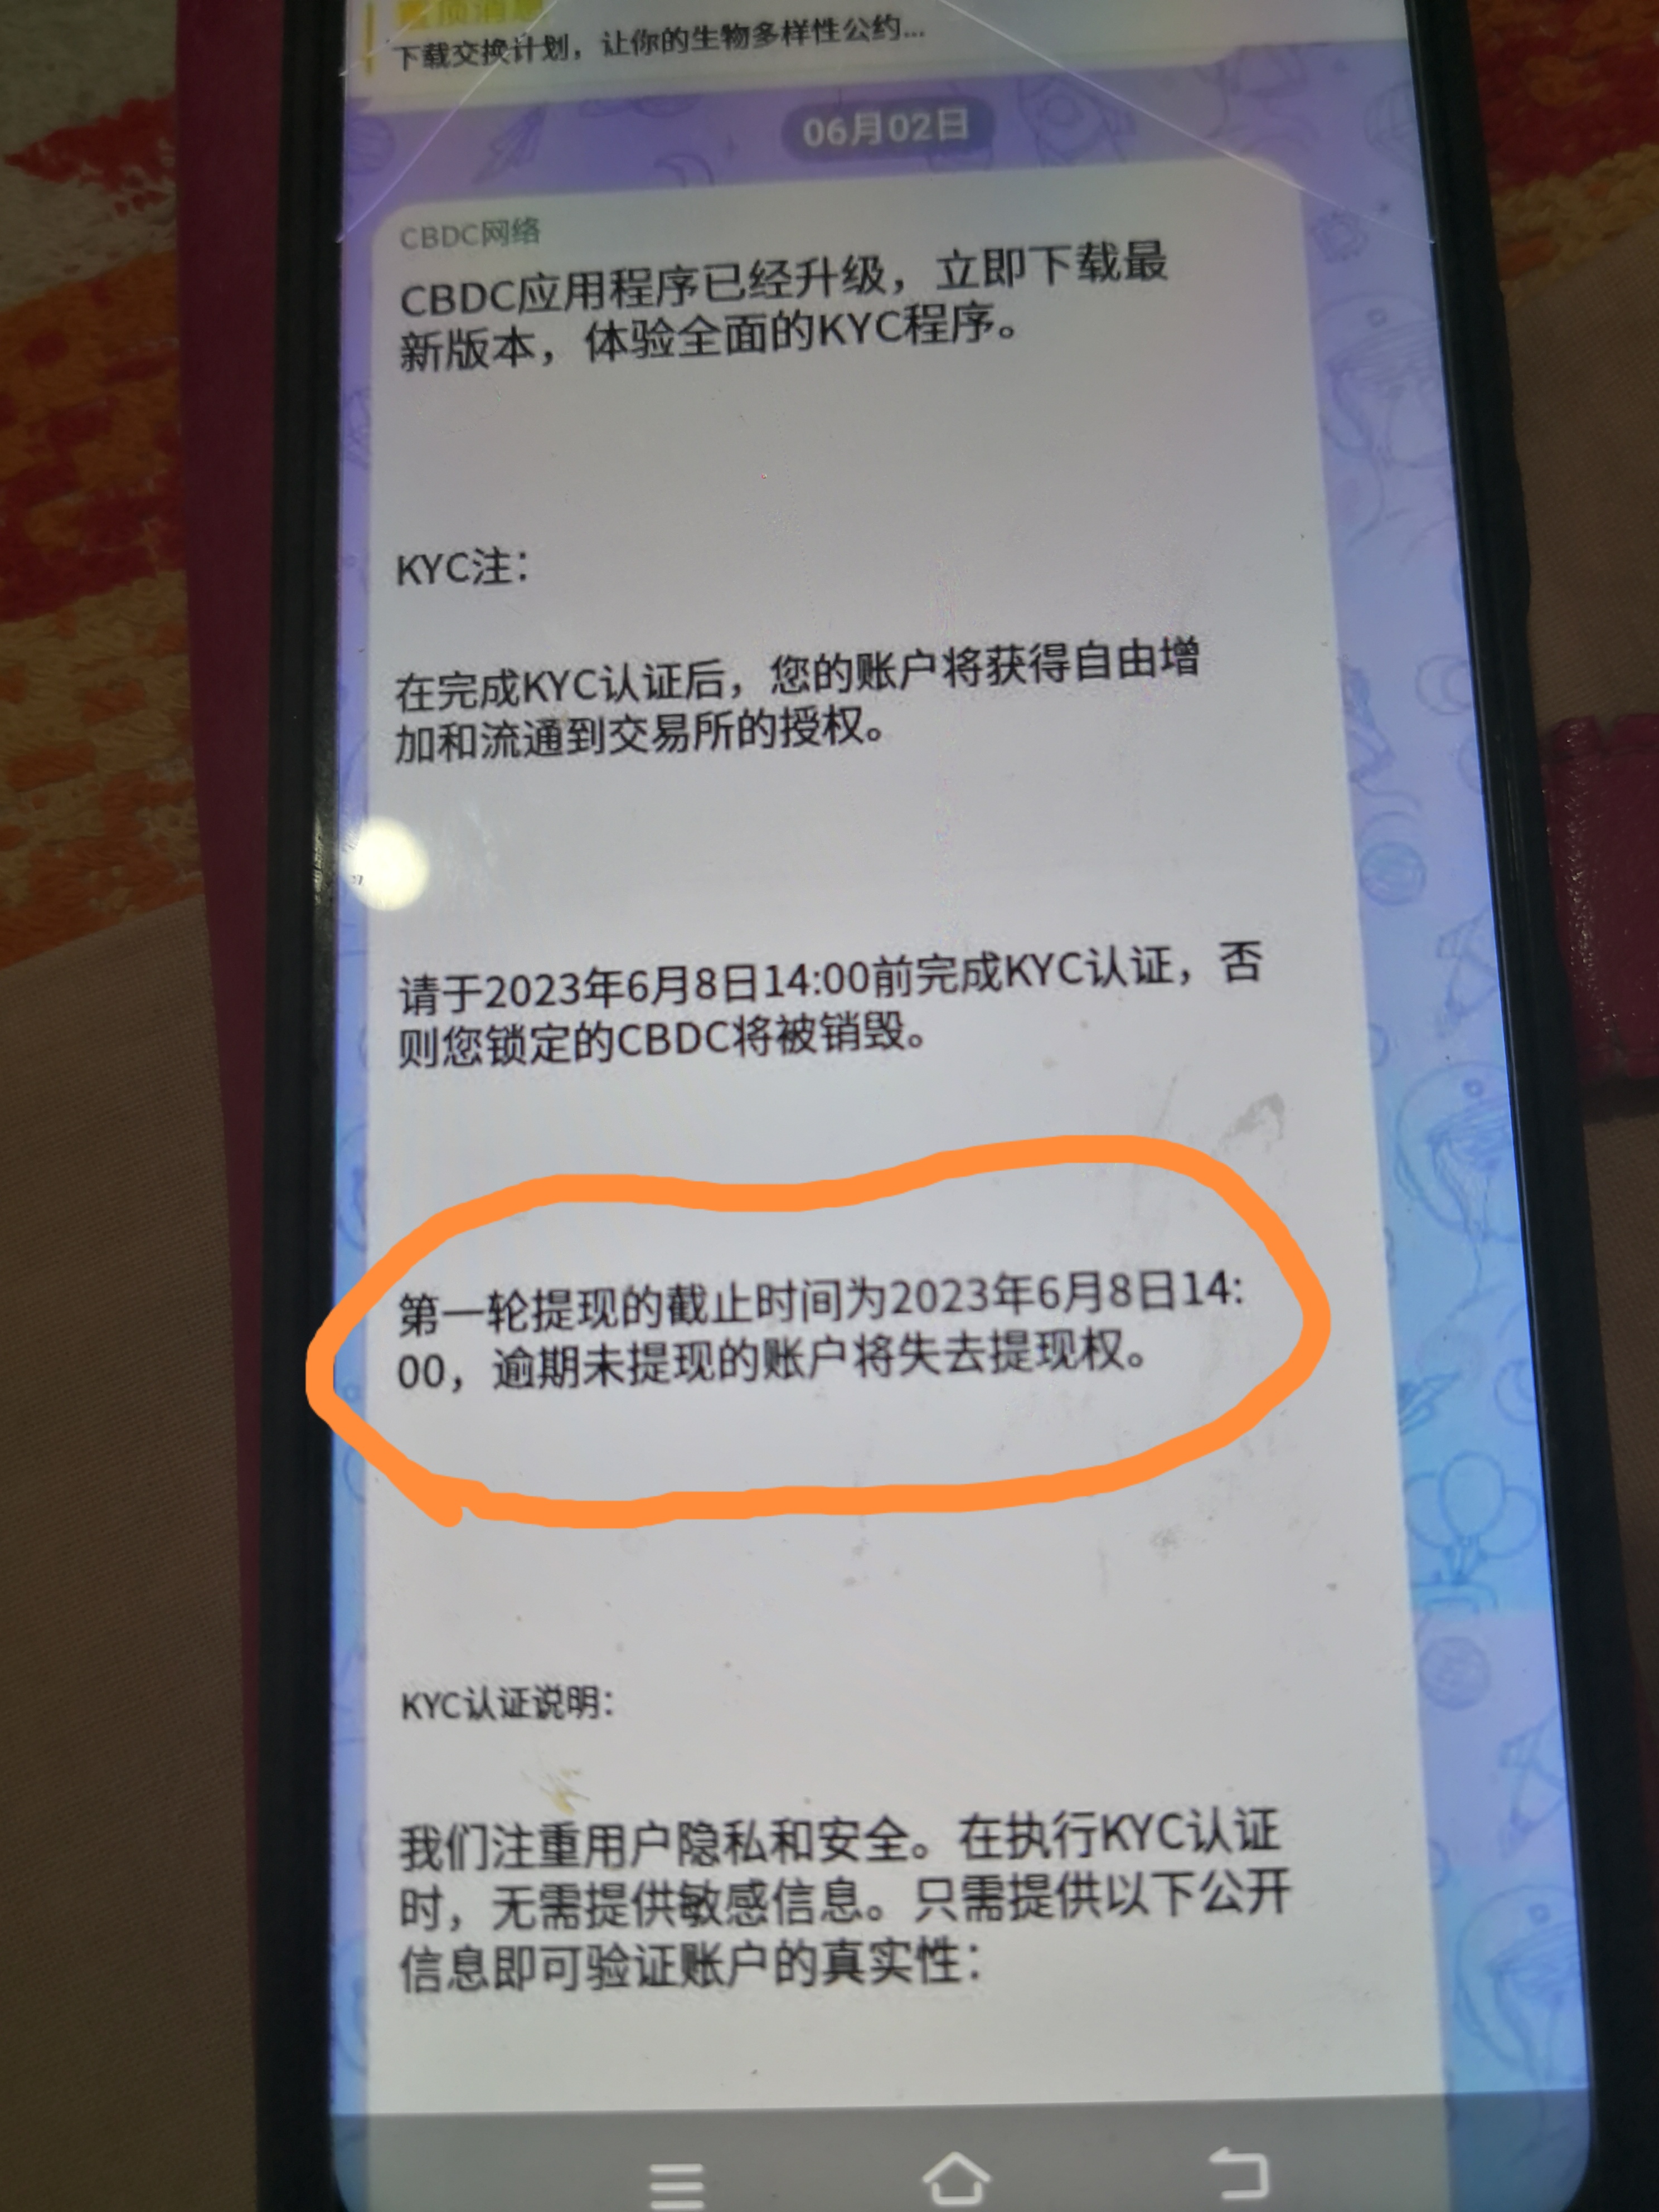 置顶消息
下载交换计划，让你的生物多样性公约...
06月02日
CBDC网络
CBDC应用程序已经升级，立即下载最
新版本，体验全面的KYC程序。
KYC注：
在完成KYC认证后，您的账户将获得自由增
加和流通到交易所的授权。
请于2023年6月8日14:00前完成KYC认证，否
则您锁定的CBDC将被销毁。
第一轮提现的截止时间为2023年6月8日14:
00，逾期未提现的账户将失去提现权。
KYC认证说明：
我们注重用户隐私和安全。在执行KYC认证
时，无需提供敏感信息。只需提供以下公开
信息即可验证账户的真实性：